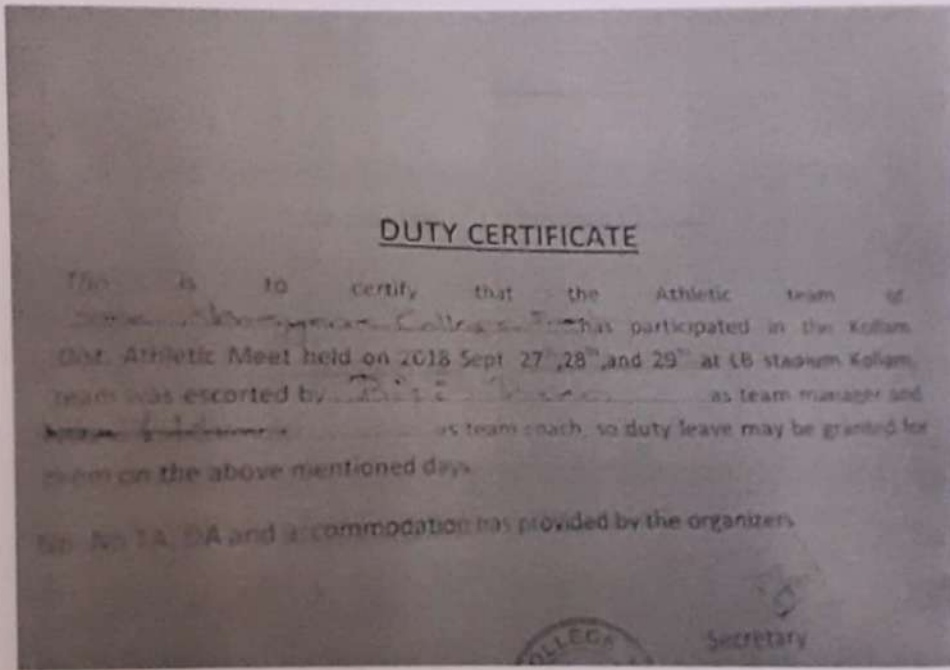 DUTY CERTIFICATE
This is to certify that the Athletic team of
has participated in the Kollam
Dist. Athletic Meet held on 2018 Sept 27th,28th,and 29th at LB stadium Kollam,
team was escorted by as team manager and
as team coach so duty leave may be granted for
them on the above mentioned days
No TA, DA and accommodation has provided by the organizers
Secretary